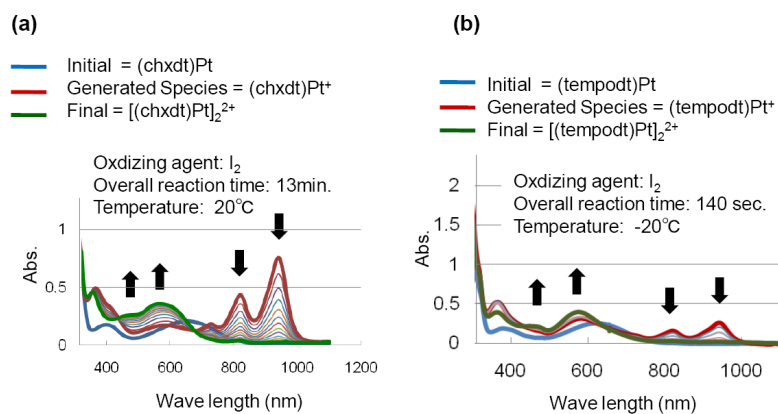 (a)
Initial = (chxdt)Pt
Generated Species = (chxdt)Pt⁺
Final = [(chxdt)Pt]₂²⁺
Oxdizing agent: I₂
Overall reaction time: 13min.
Temperature: 20℃
1
0.5
0
Abs.
400 600 800 1000 1200
Wave length (nm)
(b)
Initial = (tempodt)Pt
Generated Species = (tempodt)Pt⁺
Final = [(tempodt)Pt]₂²⁺
Oxdizing agent: I₂
Overall reaction time: 140 sec.
Temperature: -20℃
2
1.5
1
0.5
0
Abs.
400 600 800 1000
Wave length (nm)